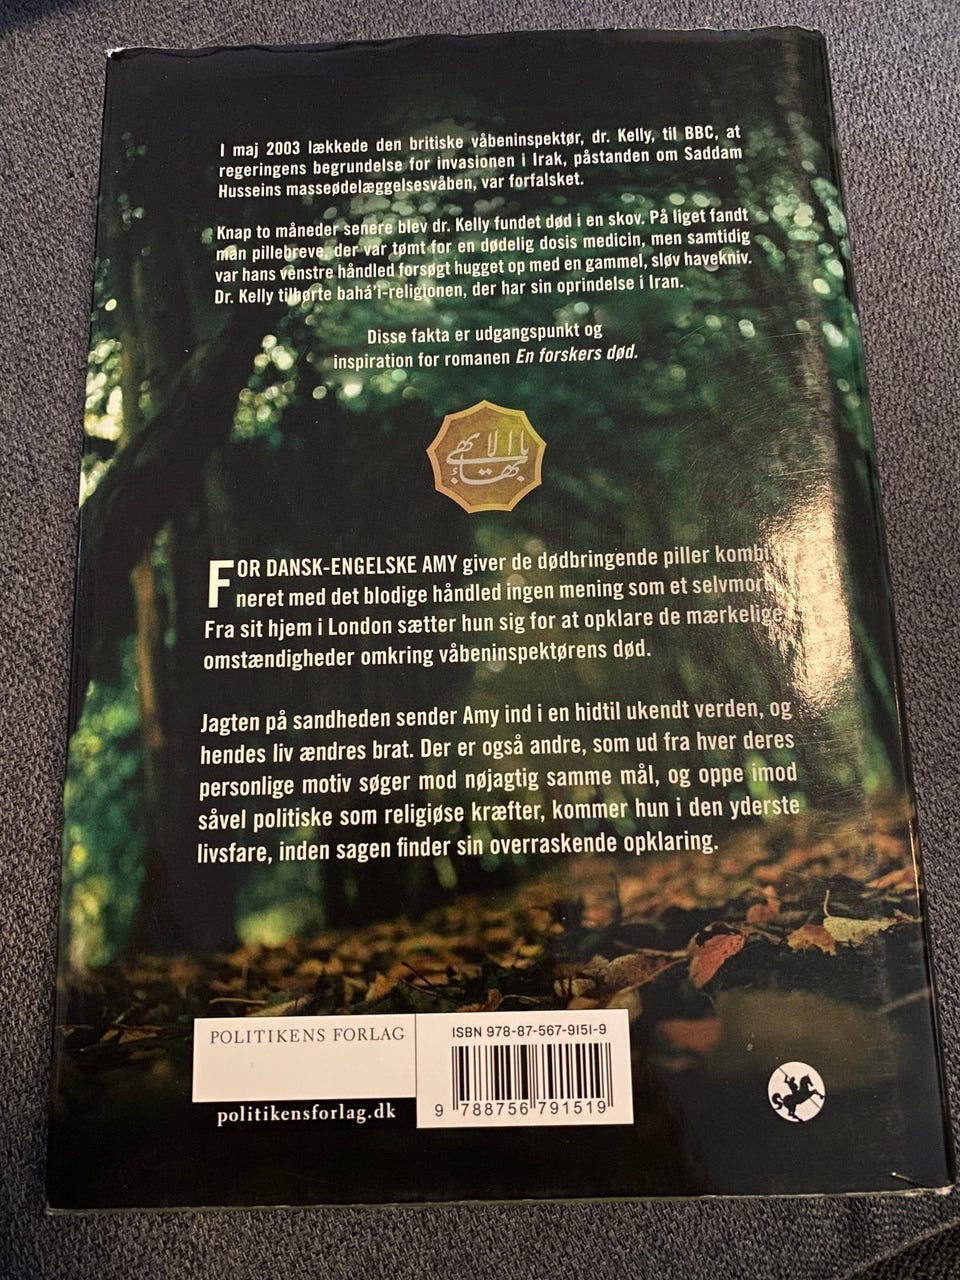 I maj 2003 lækkede den britiske våbeninspektør, dr. Kelly, til BBC, at
regeringens begrundelse for invasionen i Irak, påstanden om Saddam
Husseins masseødelæggelsesvåben, var forfalsket.
Knap to måneder senere blev dr. Kelly fundet død i en skov. På liget fandt
man pillebreve, der var tømt for en dødelig dosis medicin, men samtidig
var hans venstre håndled forsøgt hugget op med en gammel, sløv havekniv.
Dr. Kelly tilhørte bahá'i-religionen, der har sin oprindelse i Iran.
Disse fakta er udgangspunkt og
inspiration for romanen En forskers død.
FOR DANSK-ENGELSKE AMY giver de dødbringende piller kombi
neret med det blodige håndled ingen mening som et selvmord.
Fra sit hjem i London sætter hun sig for at opklare de mærkelige
omstændigheder omkring våbeninspektørens død.
Jagten på sandheden sender Amy ind i en hidtil ukendt verden, og
hendes liv ændres brat. Der er også andre, som ud fra hver deres
personlige motiv søger mod nøjagtig samme mål, og oppe imod
såvel politiske som religiøse kræfter, kommer hun i den yderste
livsfare, inden sagen finder sin overraskende opklaring.
POLITIKENS FORLAG
politikensforlag.dk
ISBN 978-87-567-9151-9
9 788756 791519